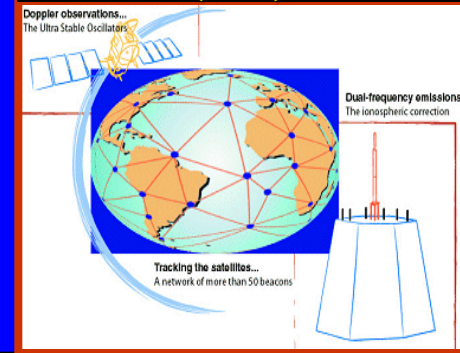 Doppler observations...
The Ultra Stable Oscillators
Dual-frequency emissions
The ionospheric correction
Tracking the satellites...
A network of more than 50 beacons